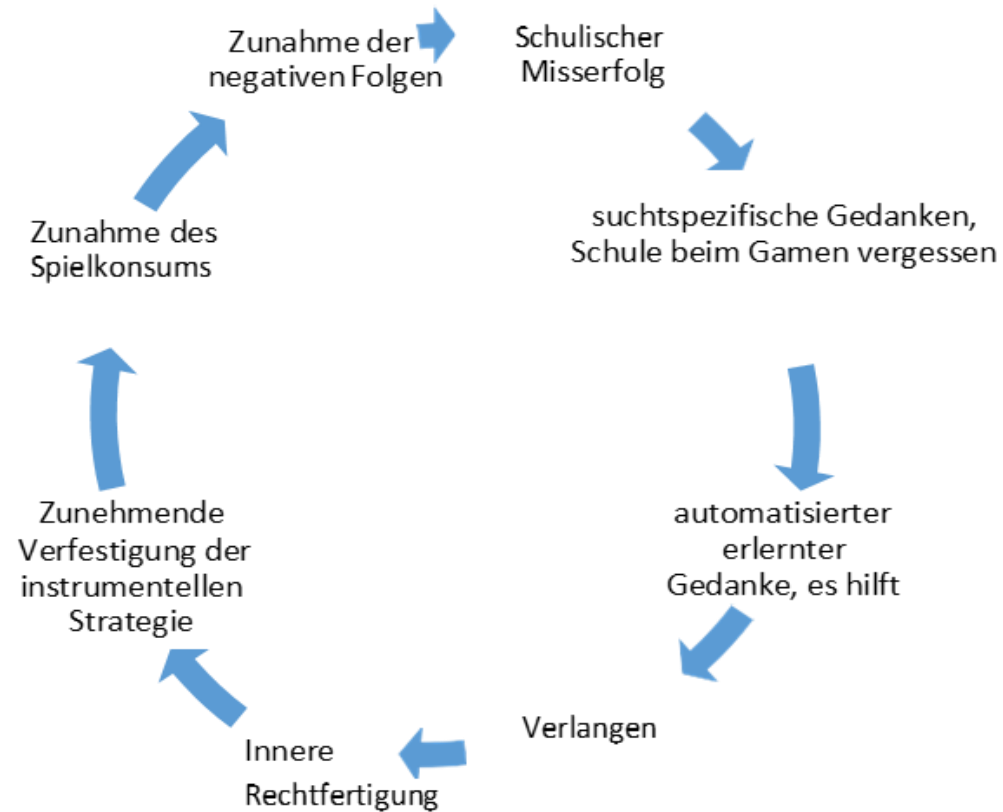 Zunahme der
negativen Folgen
Schulischer
Misserfolg
suchtspezifische Gedanken,
Schule beim Gamen vergessen
automatisierter
erlernter
Gedanke, es hilft
Verlangen
Innere
Rechtfertigung
Zunehmende
Verfestigung der
instrumentellen
Strategie
Zunahme des
Spielkonsums